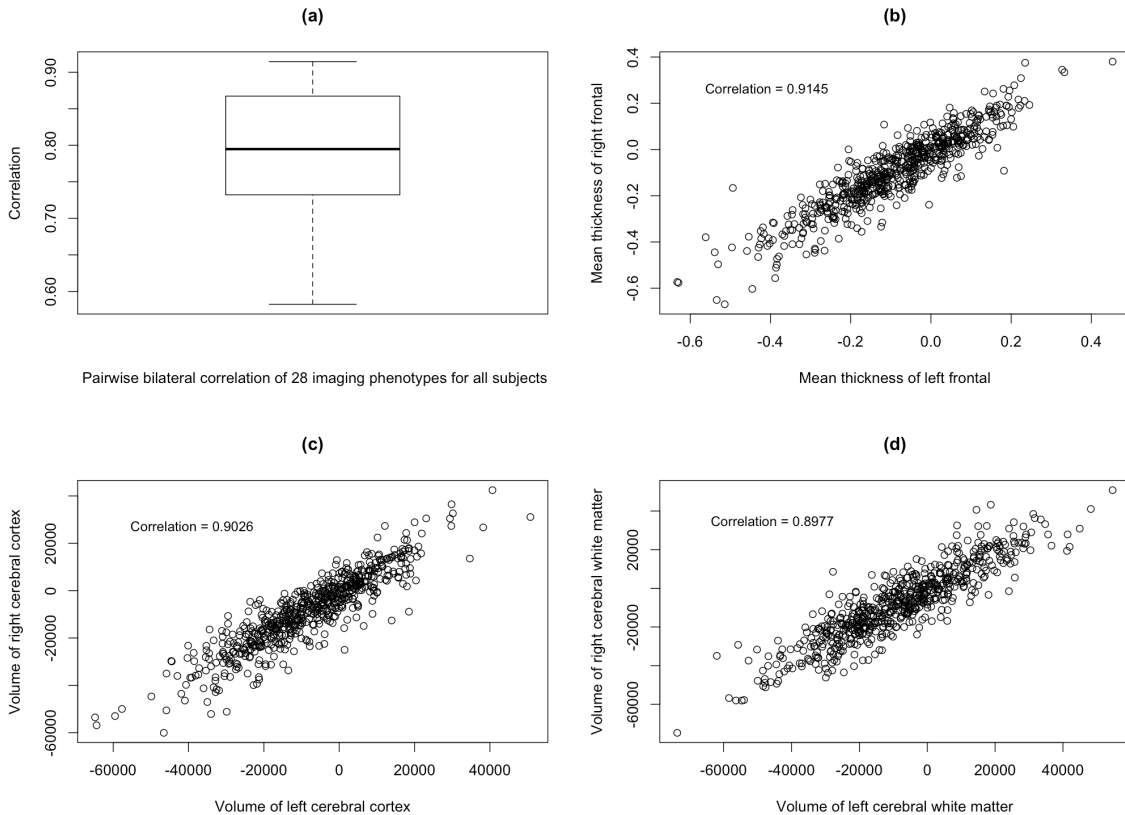 (a)
0.90
0.80
0.70
0.60
Correlation
Pairwise bilateral correlation of 28 imaging phenotypes for all subjects
(b)
Correlation = 0.9145
0.4
0.2
0.0
-0.2
-0.4
-0.6
Mean thickness of right frontal
-0.6 -0.4 -0.2 0.0 0.2 0.4
Mean thickness of left frontal
(c)
Correlation = 0.9026
20000
0
-20000
-60000
Volume of right cerebral cortex
-60000 -40000 -20000 0 20000 40000
Volume of left cerebral cortex
(d)
Correlation = 0.8977
20000
-20000
-60000
Volume of right cerebral white matter
-60000 -40000 -20000 0 20000 40000
Volume of left cerebral white matter